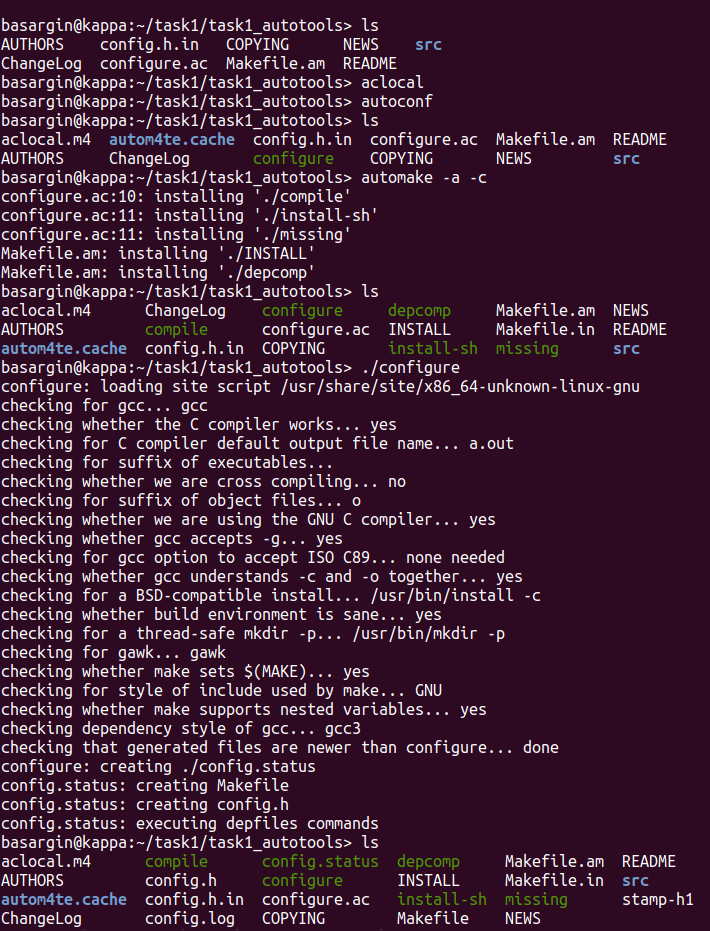 basargin@kappa:~/task1/task1_autotools> ls
AUTHORS    config.h.in   COPYING      NEWS    src
ChangeLog  configure.ac  Makefile.am  README
basargin@kappa:~/task1/task1_autotools> aclocal
basargin@kappa:~/task1/task1_autotools> autoconf
basargin@kappa:~/task1/task1_autotools> ls
aclocal.m4  autom4te.cache  config.h.in  configure.ac  Makefile.am  README
AUTHORS     ChangeLog       configure    COPYING       NEWS         src
basargin@kappa:~/task1/task1_autotools> automake -a -c
configure.ac:10: installing './compile'
configure.ac:11: installing './install-sh'
configure.ac:11: installing './missing'
Makefile.am: installing './INSTALL'
Makefile.am: installing './depcomp'
basargin@kappa:~/task1/task1_autotools> ls
aclocal.m4      ChangeLog    configure     depcomp     Makefile.am  NEWS
AUTHORS         compile      configure.ac  INSTALL     Makefile.in  README
autom4te.cache  config.h.in  COPYING       install-sh  missing      src
basargin@kappa:~/task1/task1_autotools> ./configure
configure: loading site script /usr/share/site/x86_64-unknown-linux-gnu
checking for gcc... gcc
checking whether the C compiler works... yes
checking for C compiler default output file name... a.out
checking for suffix of executables...
checking whether we are cross compiling... no
checking for suffix of object files... o
checking whether we are using the GNU C compiler... yes
checking whether gcc accepts -g... yes
checking for gcc option to accept ISO C89... none needed
checking whether gcc understands -c and -o together... yes
checking for a BSD-compatible install... /usr/bin/install -c
checking whether build environment is sane... yes
checking for a thread-safe mkdir -p... /usr/bin/mkdir -p
checking for gawk... gawk
checking whether make sets $(MAKE)... yes
checking for style of include used by make... GNU
checking whether make supports nested variables... yes
checking dependency style of gcc... gcc3
checking that generated files are newer than configure... done
configure: creating ./config.status
config.status: creating Makefile
config.status: creating config.h
config.status: executing depfiles commands
basargin@kappa:~/task1/task1_autotools> ls
aclocal.m4      compile      config.status  depcomp     Makefile.am  README
AUTHORS         config.h     configure      INSTALL     Makefile.in  src
autom4te.cache  config.h.in  configure.ac   install-sh  missing      stamp-h1
ChangeLog       config.log   COPYING        Makefile    NEWS